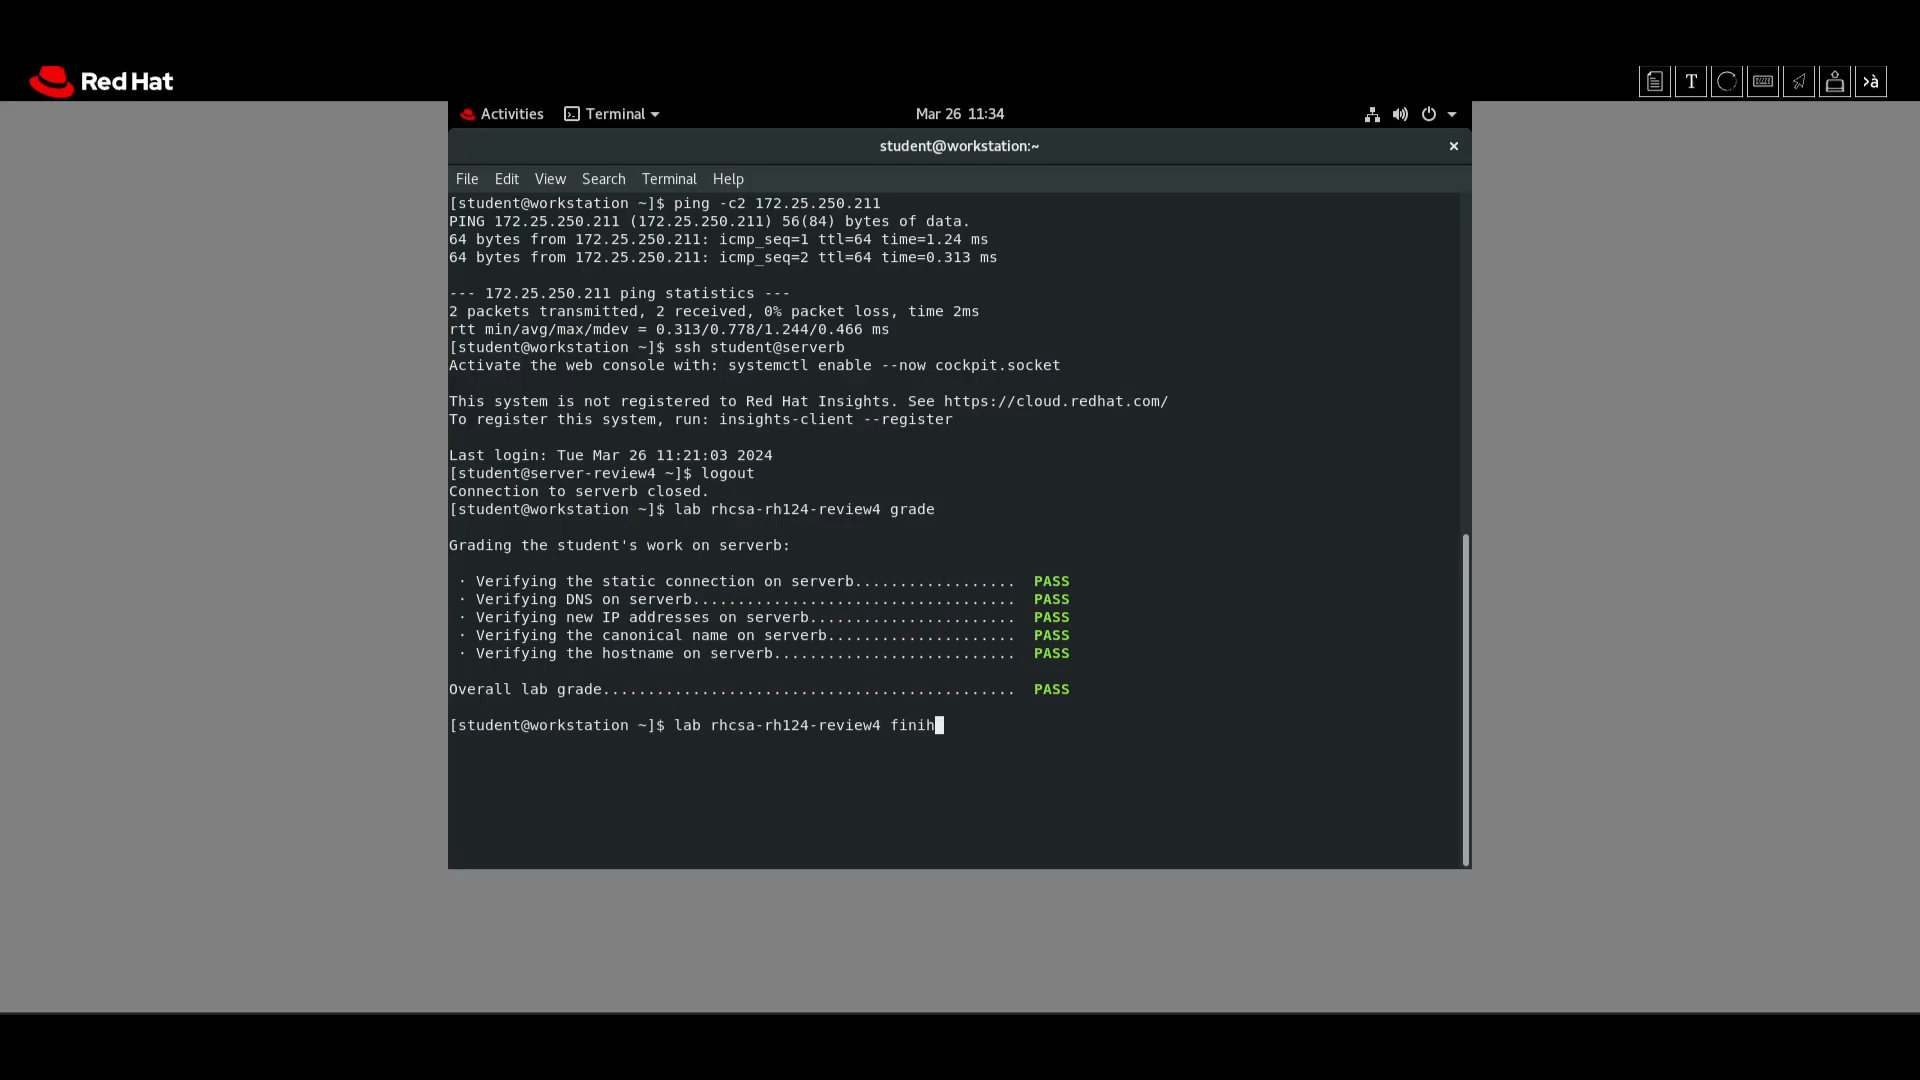 Red Hat
T
>à
Activities Terminal Mar 26 11:34
student@workstation:~
File Edit View Search Terminal Help
[student@workstation ~]$ ping -c2 172.25.250.211
PING 172.25.250.211 (172.25.250.211) 56(84) bytes of data.
64 bytes from 172.25.250.211: icmp_seq=1 ttl=64 time=1.24 ms
64 bytes from 172.25.250.211: icmp_seq=2 ttl=64 time=0.313 ms
--- 172.25.250.211 ping statistics ---
2 packets transmitted, 2 received, 0% packet loss, time 2ms
rtt min/avg/max/mdev = 0.313/0.778/1.244/0.466 ms
[student@workstation ~]$ ssh student@serverb
Activate the web console with: systemctl enable --now cockpit.socket
This system is not registered to Red Hat Insights. See https://cloud.redhat.com/
To register this system, run: insights-client --register
Last login: Tue Mar 26 11:21:03 2024
[student@server-review4 ~]$ logout
Connection to serverb closed.
[student@workstation ~]$ lab rhcsa-rh124-review4 grade
Grading the student's work on serverb:
· Verifying the static connection on serverb.................. PASS
· Verifying DNS on serverb.................................... PASS
· Verifying new IP addresses on serverb....................... PASS
· Verifying the canonical name on serverb..................... PASS
· Verifying the hostname on serverb........................... PASS
Overall lab grade.............................................. PASS
[student@workstation ~]$ lab rhcsa-rh124-review4 finih